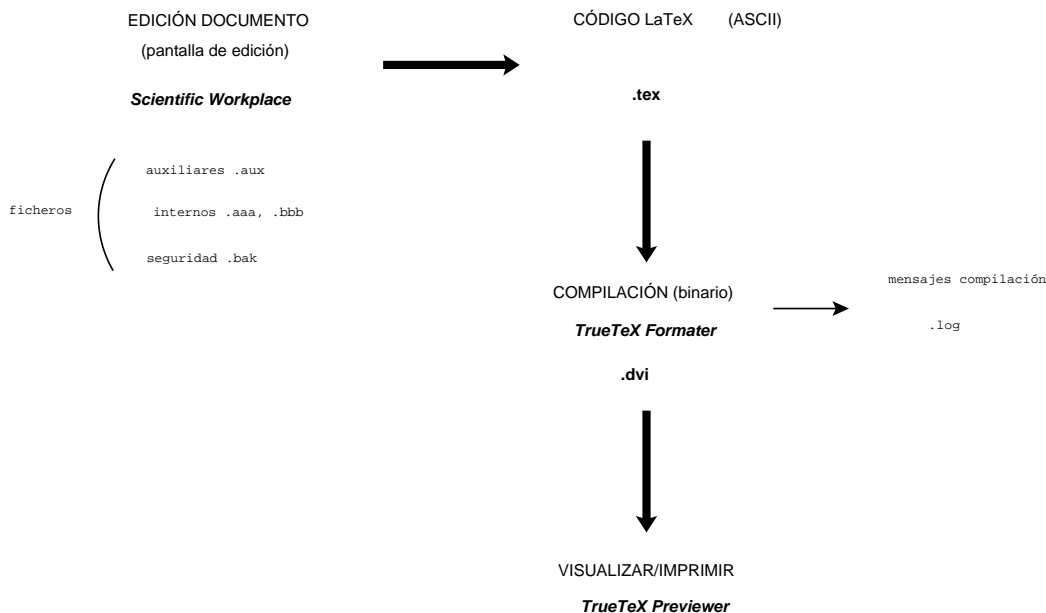 EDICIÓN DOCUMENTO
(pantalla de edición)
Scientific Workplace
CÓDIGO LaTeX (ASCII)
.tex
ficheros
auxiliares .aux
internos .aaa, .bbb
seguridad .bak
COMPILACIÓN (binario)
TrueTeX Formater
.dvi
mensajes compilación
.log
VISUALIZAR/IMPRIMIR
TrueTeX Previewer